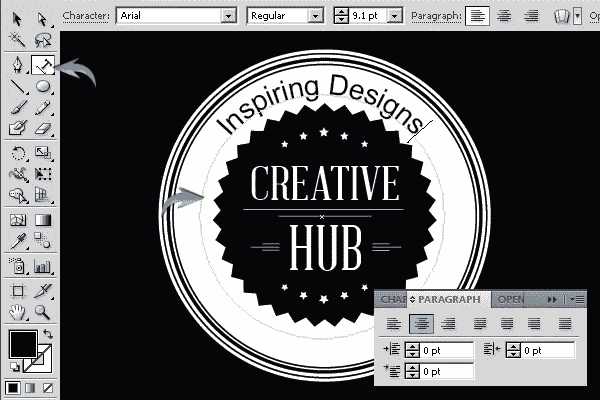 Character: Arial Regular 9.1 pt Paragraph: Op
Inspiring Designs
CREATIVE
HUB
CHAR PARAGRAPH OPEN
0 pt 0 pt
0 pt